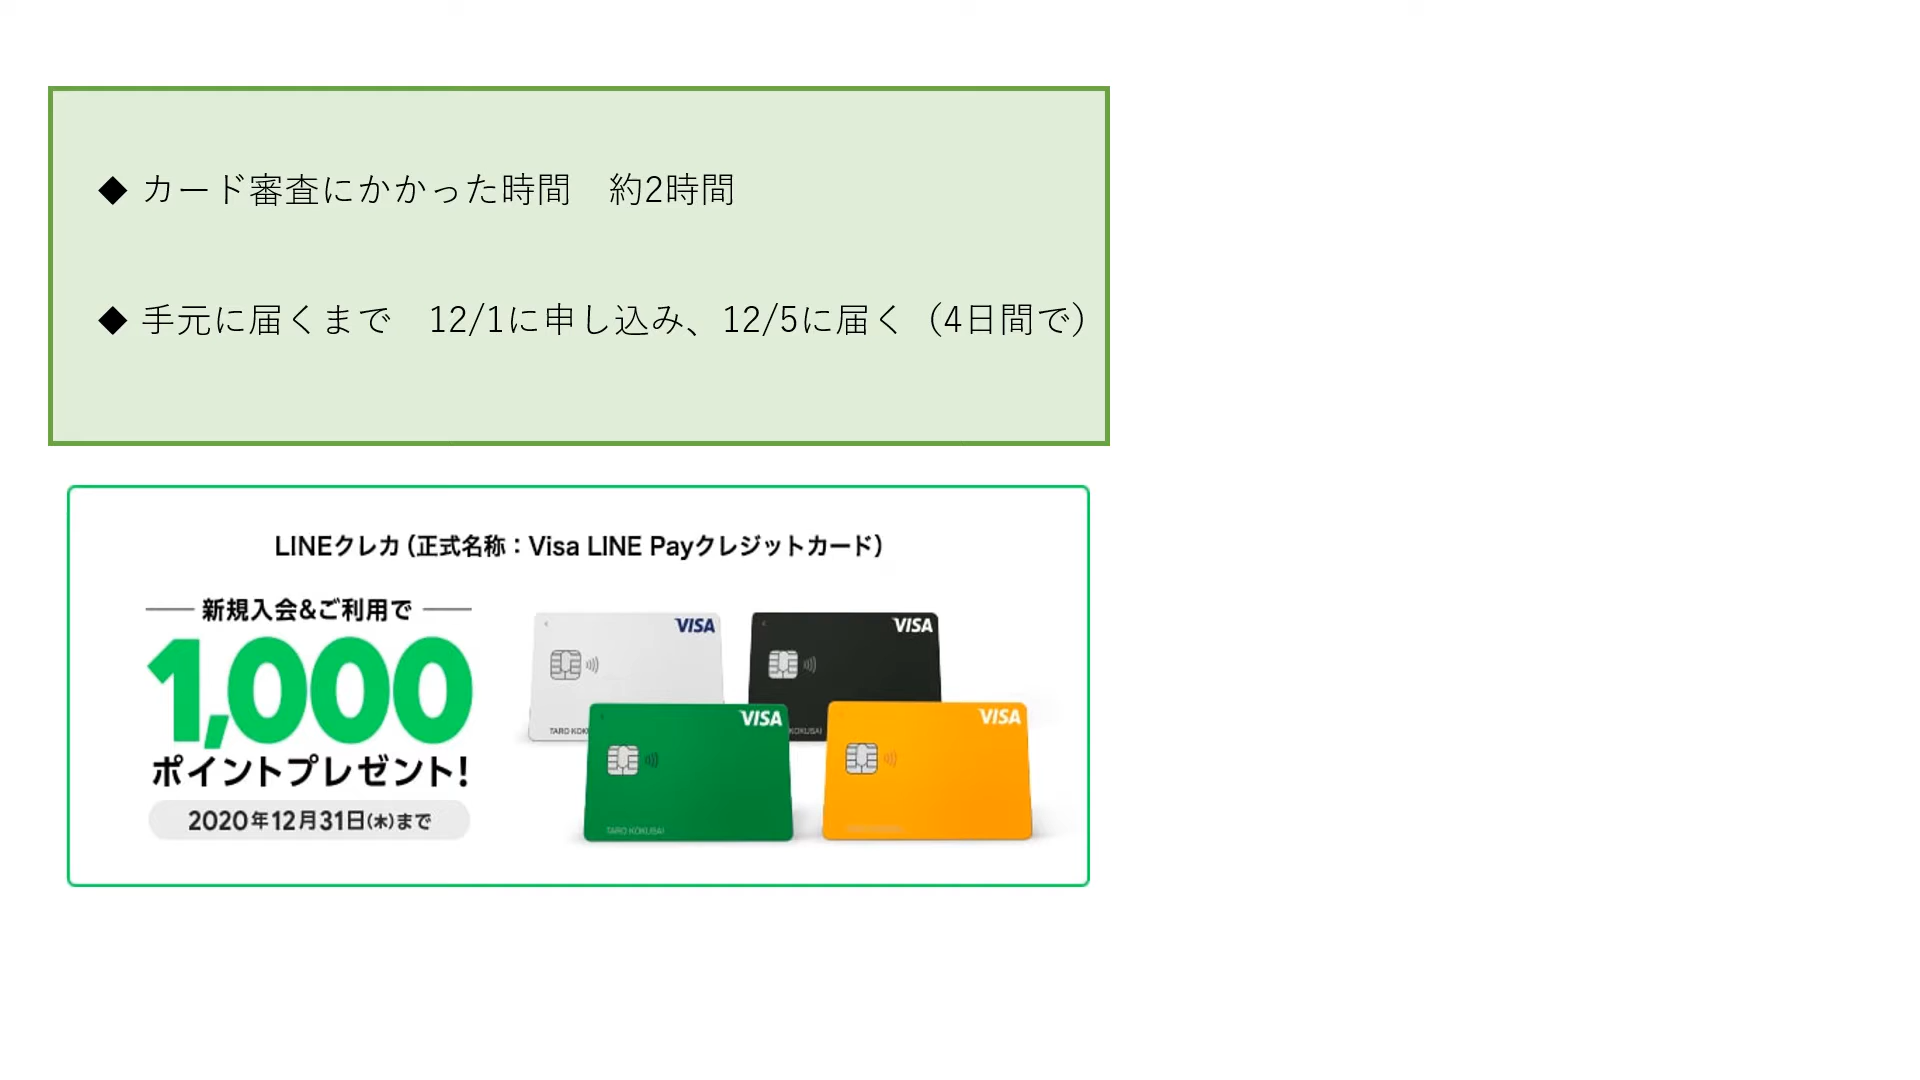 ◆ カード審査にかかった時間　約2時間
◆ 手元に届くまで　12/1に申し込み、12/5に届く（4日間で）
LINEクレカ（正式名称：Visa LINE Payクレジットカード）
新規入会&ご利用で
1,000
ポイントプレゼント！
2020年12月31日(木)まで
VISA
VISA
TARO KOK
KOKUSAI
VISA
VISA
TARO KOKUSAI